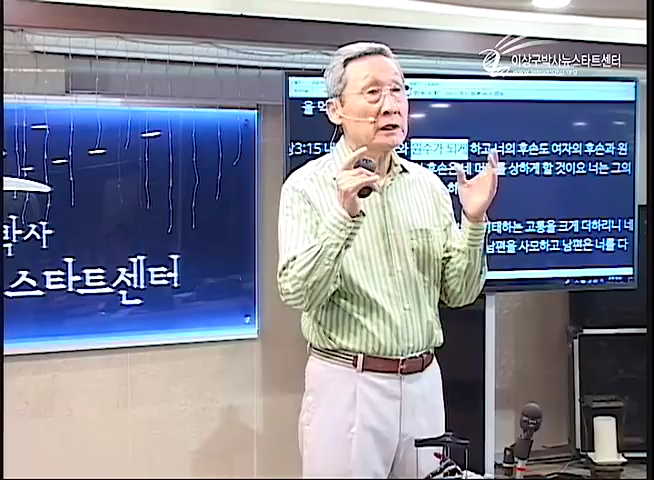 이상구박사뉴스타트센터
을 먹
3:15 내
원수가 되게 하고 너의 후손도 여자의 후손과 원
후손은 네 머
상하게 할 것이요 너는 그의
하
태하는 고통을 크게 더하리니 네
남편을 사모하고 남편은 너를 다
박사
스타트센터